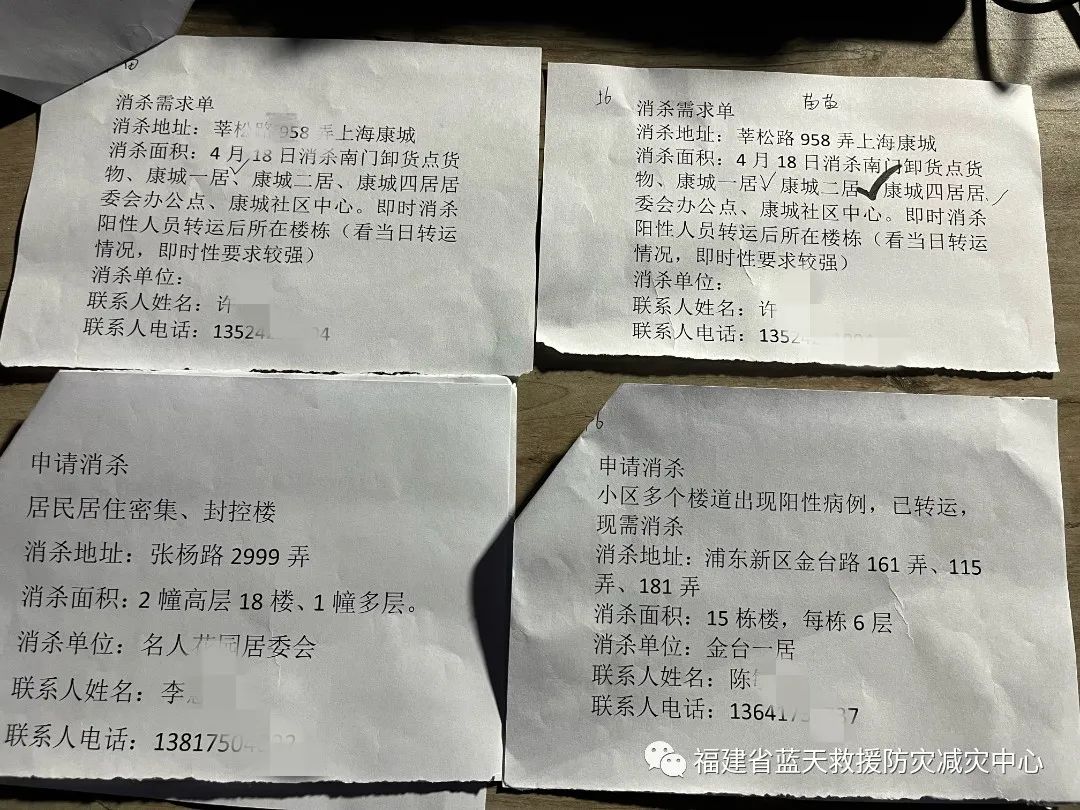 消杀需求单
消杀地址：莘松路958弄上海康城
消杀面积：4月18日消杀南门卸货点货
物、康城一居、康城二居、康城四居居
委会办公点、康城社区中心。即时消杀
阳性人员转运后所在楼栋（看当日转运
情况，即时性要求较强）
消杀单位：
联系人姓名：许
联系人电话：13524
16
苗苗
消杀需求单
消杀地址：莘松路958弄上海康城
消杀面积：4月18日消杀南门卸货点货
物、康城一居 康城二居 康城四居居
委会办公点、康城社区中心。即时消杀
阳性人员转运后所在楼栋（看当日转运
情况，即时性要求较强）
消杀单位：
联系人姓名：许
联系人电话：13524
申请消杀
居民居住密集、封控楼
消杀地址：张杨路2999弄
消杀面积：2幢高层18楼、1幢多层。
消杀单位：名人花园居委会
联系人姓名：李
联系人电话：13817504
申请消杀
小区多个楼道出现阳性病例，已转运，
现需消杀
消杀地址：浦东新区金台路161弄、115
弄、181弄
消杀面积：15栋楼，每栋6层
消杀单位：金台一居
联系人姓名：陈
联系人电话：1364175 37
福建省蓝天救援防灾减灾中心